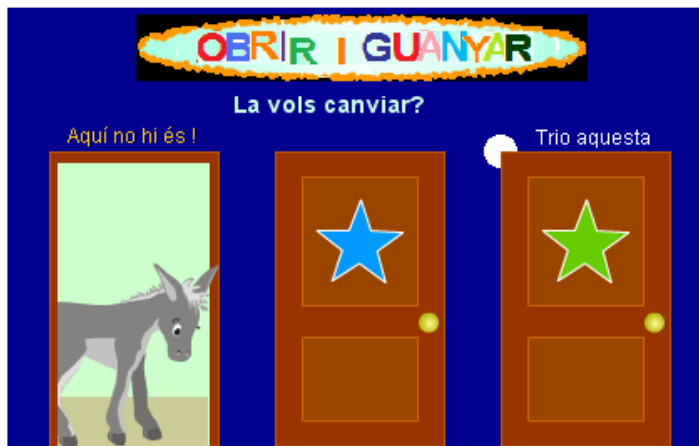 OBRIR I GUANYAR
La vols canviar?
Aquí no hi és !
Trio aquesta